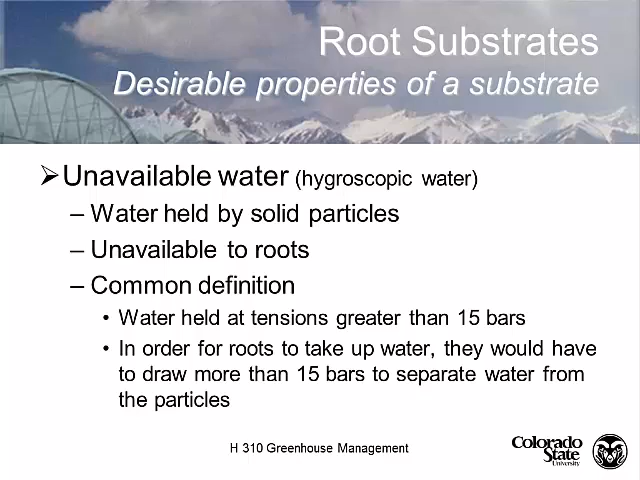 Root Substrates
Desirable properties of a substrate
➢Unavailable water (hygroscopic water)
– Water held by solid particles
– Unavailable to roots
– Common definition
• Water held at tensions greater than 15 bars
• In order for roots to take up water, they would have
to draw more than 15 bars to separate water from
the particles
H 310 Greenhouse Management
Colorado
State
University